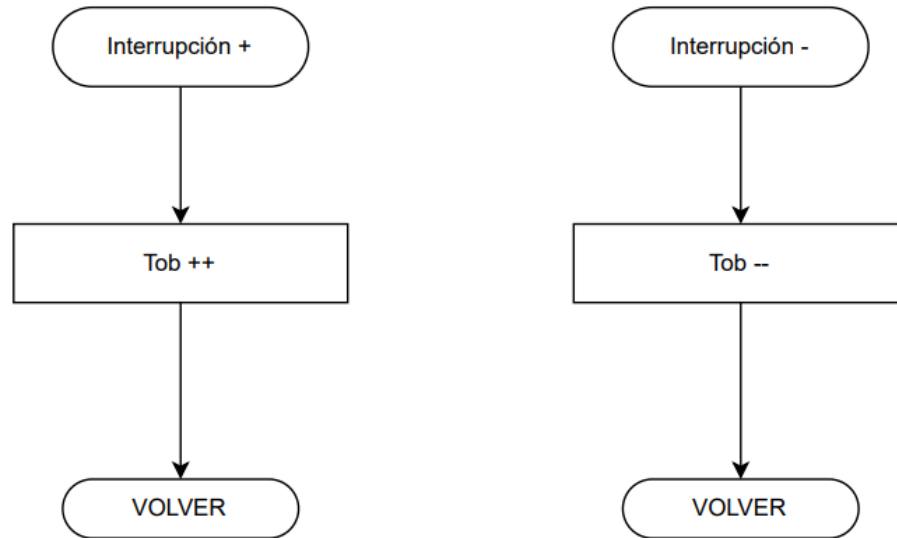 Interrupción +
Interrupción -
Tob ++
Tob --
VOLVER
VOLVER